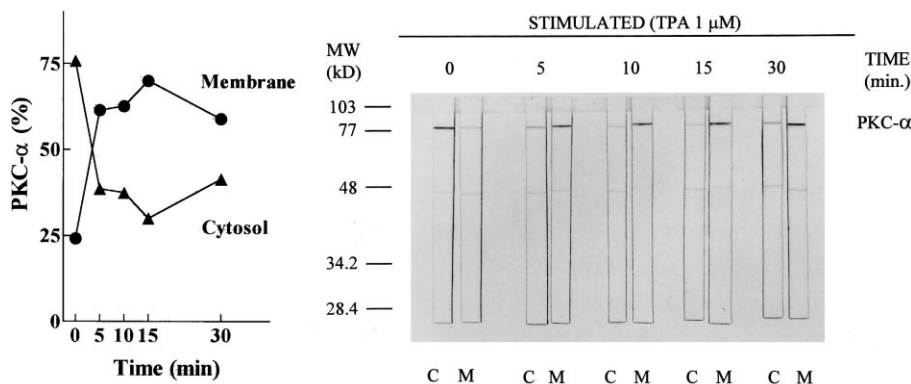 PKC-α (%)
75
50
25
0
Membrane
Cytosol
0 5 10 15 30
Time (min)
STIMULATED (TPA 1 μM)
MW
(kD)
0 5 10 15 30
TIME
(min.)
103
77
48
34.2
28.4
PKC-α
C M C M C M C M C M